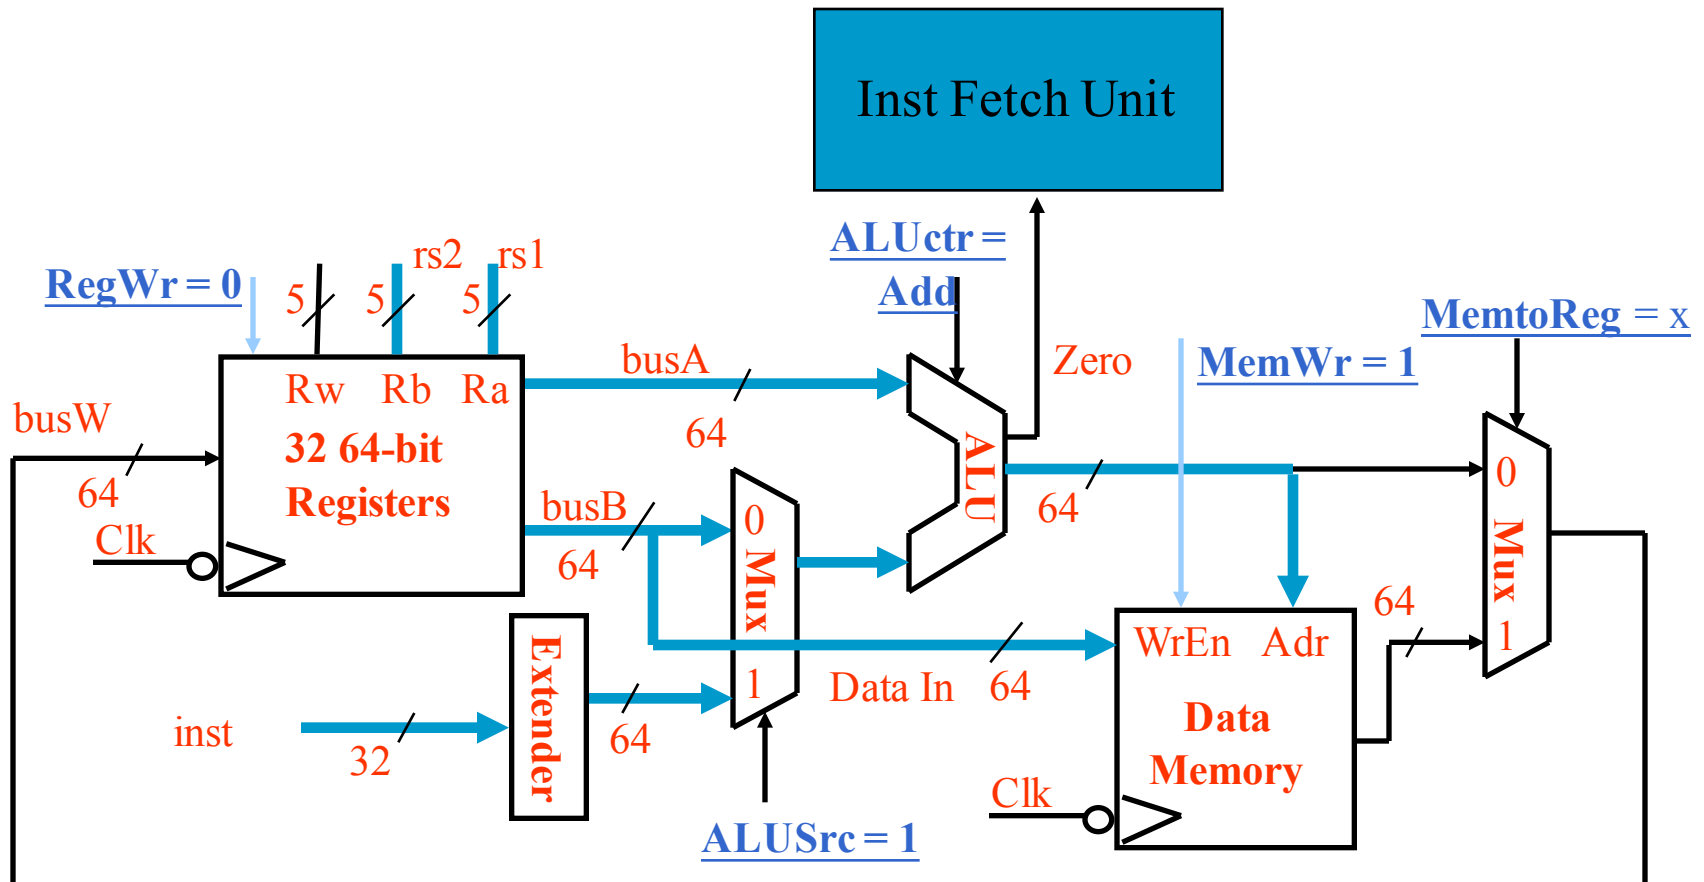 Inst Fetch Unit
ALUctr =
Add
rs2
rs1
RegWr = 0
5
5
5
MemtoReg = x
busA
Zero
MemWr = 1
Rw
Rb
Ra
busW
64
32 64-bit
Registers
64
ALU
0
64
busB
0
64
Clk
64
Mux
Mux
64
Extender
1
WrEn
Adr
1
Data In
64
inst
32
64
Data
Memory
Clk
ALUSrc = 1